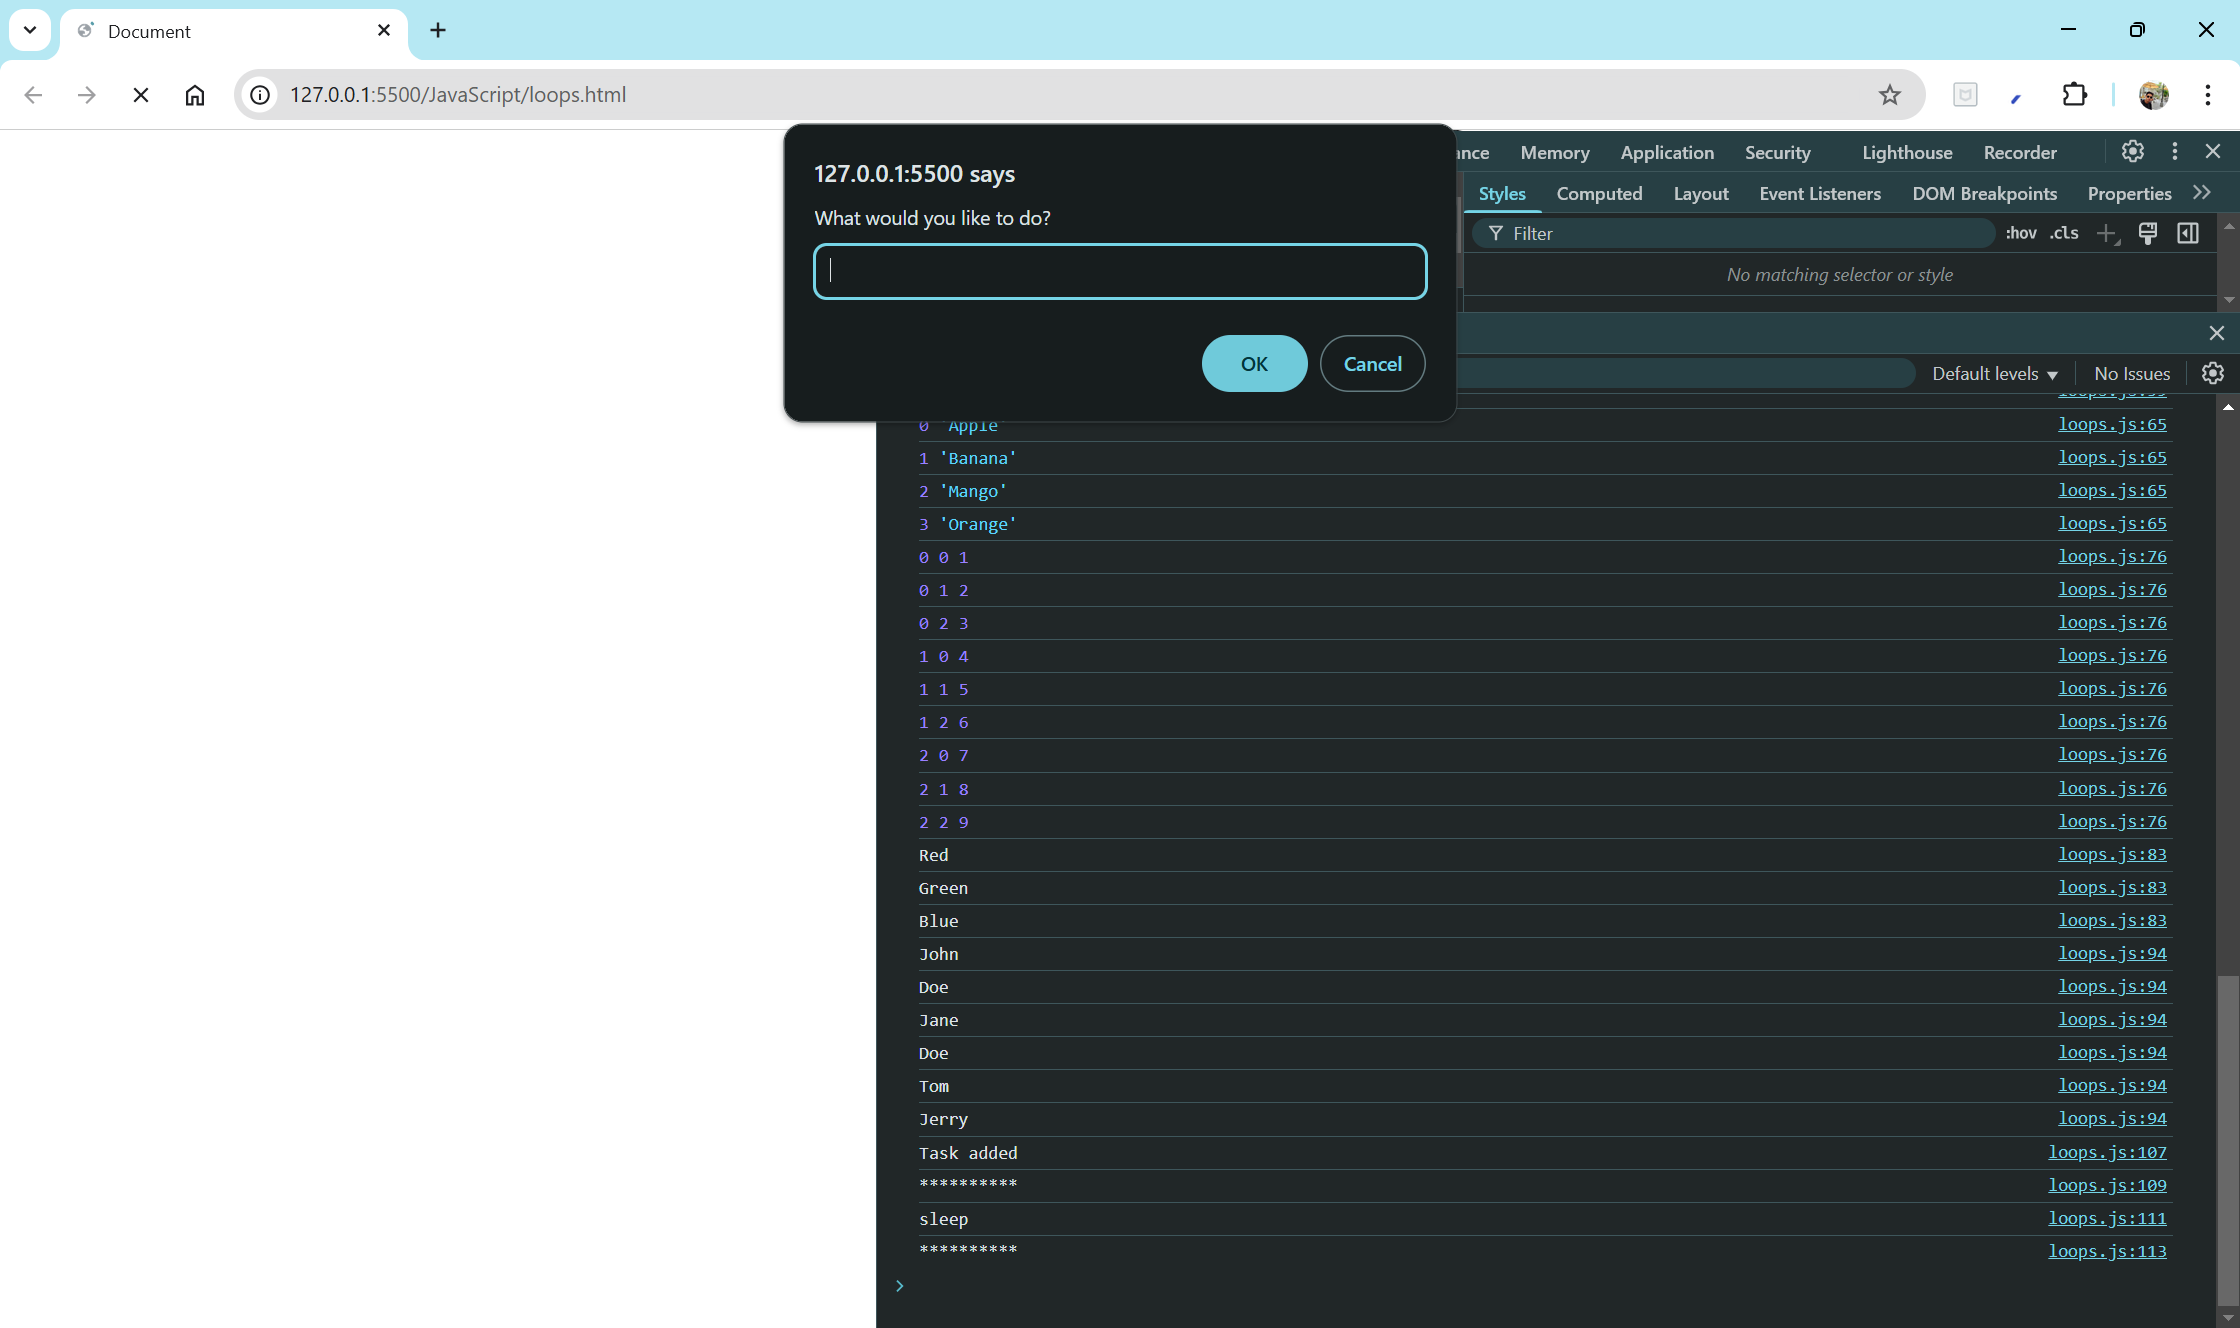 Document
127.0.0.1:5500/JavaScript/loops.html
127.0.0.1:5500 says
What would you like to do?
OK
Cancel
Memory Application Security Lighthouse Recorder
Styles Computed Layout Event Listeners DOM Breakpoints Properties
Filter :hov .cls
No matching selector or style
Default levels No Issues
0 'Apple' loops.js:65
1 'Banana' loops.js:65
2 'Mango' loops.js:65
3 'Orange' loops.js:65
0 0 1 loops.js:76
0 1 2 loops.js:76
0 2 3 loops.js:76
1 0 4 loops.js:76
1 1 5 loops.js:76
1 2 6 loops.js:76
2 0 7 loops.js:76
2 1 8 loops.js:76
2 2 9 loops.js:76
Red loops.js:83
Green loops.js:83
Blue loops.js:83
John loops.js:94
Doe loops.js:94
Jane loops.js:94
Doe loops.js:94
Tom loops.js:94
Jerry loops.js:94
Task added loops.js:107
********** loops.js:109
sleep loops.js:111
********** loops.js:113